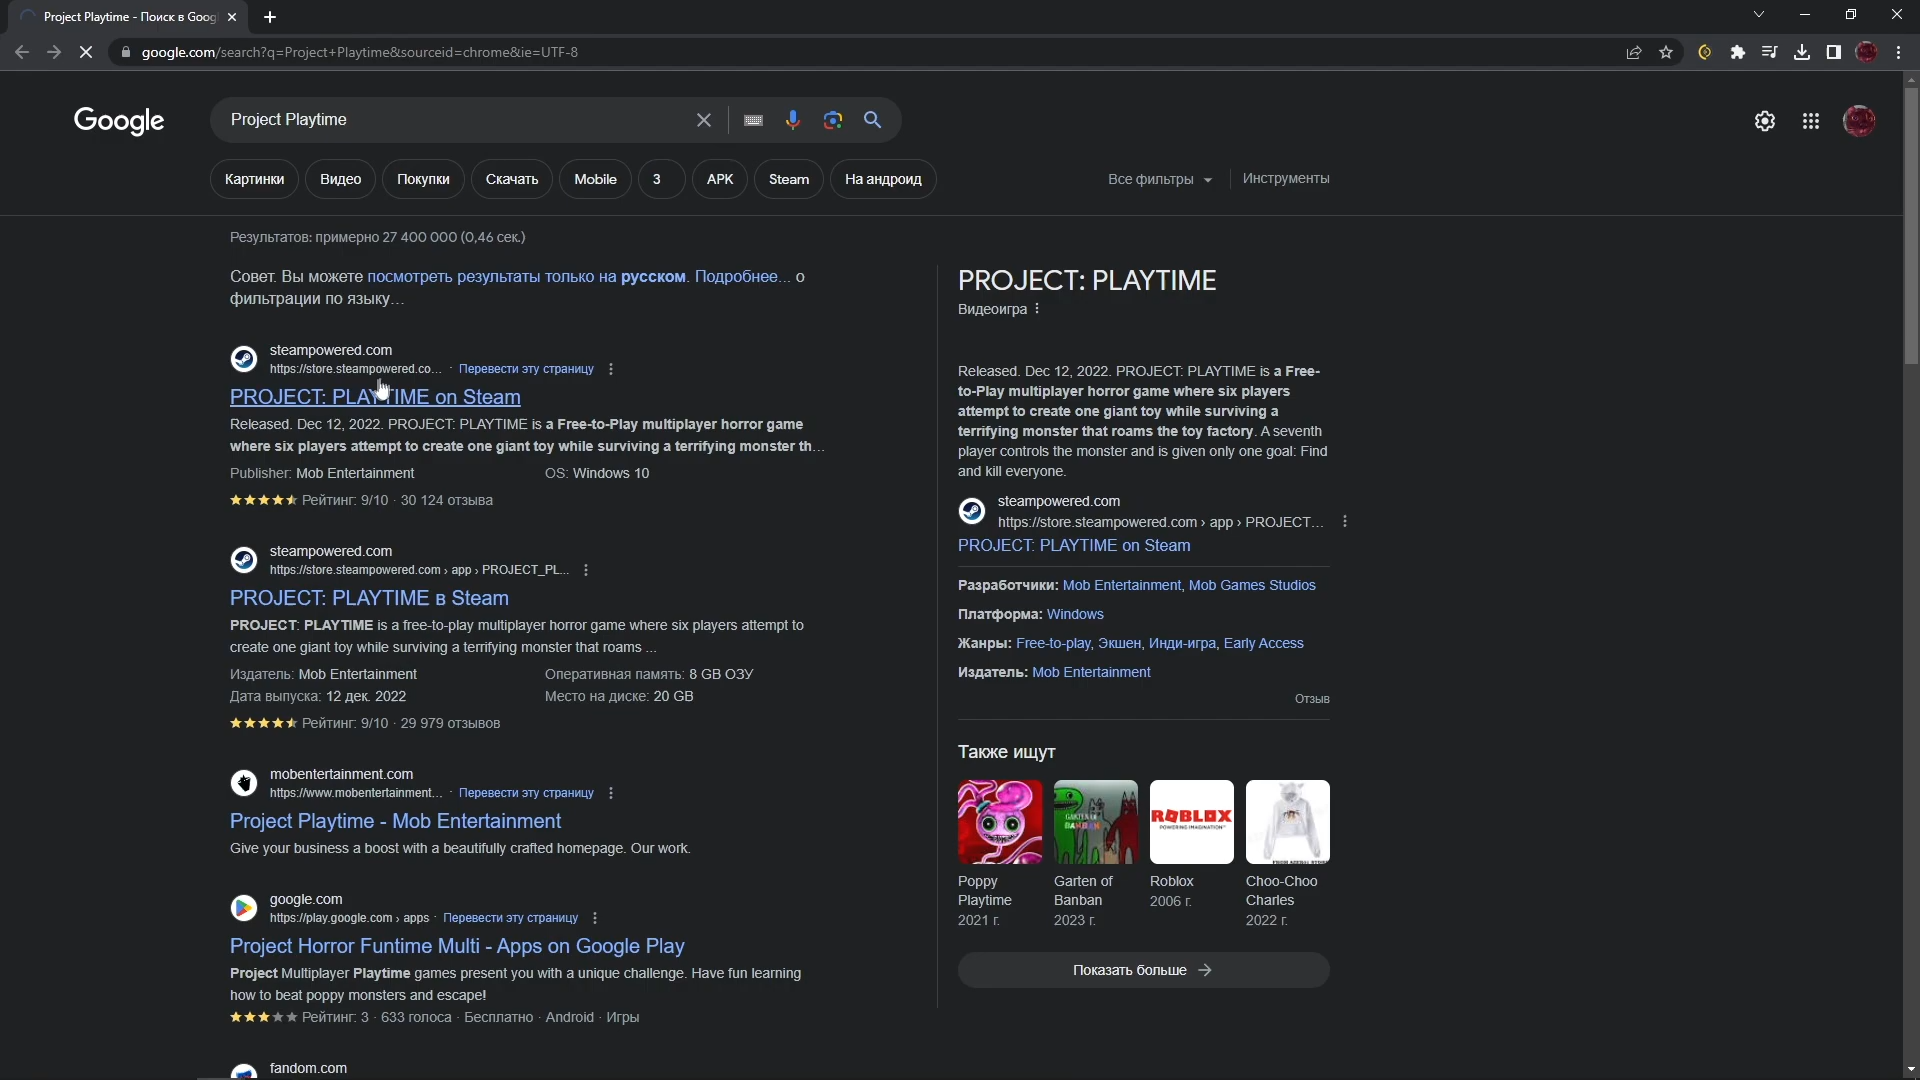 Project Playtime - Поиск в Goog
google.com/search?q=Project+Playtime&sourceid=chrome&ie=UTF-8
Google
Project Playtime
Картинки
Видео
Покупки
Скачать
Mobile
3
APK
Steam
На андроид
Все фильтры
Инструменты
Результатов: примерно 27 400 000 (0,46 сек.)
Совет. Вы можете посмотреть результаты только на русском. Подробнее… о
фильтрации по языку…
steampowered.com
https://store.steampowered.co... · Перевести эту страницу
PROJECT: PLAYTIME on Steam
Released. Dec 12, 2022. PROJECT: PLAYTIME is a Free-to-Play multiplayer horror game
where six players attempt to create one giant toy while surviving a terrifying monster th...
Publisher: Mob Entertainment
OS: Windows 10
Рейтинг: 9/10 · 30 124 отзыва
steampowered.com
https://store.steampowered.com › app › PROJECT_PL...
PROJECT: PLAYTIME в Steam
PROJECT: PLAYTIME is a free-to-play multiplayer horror game where six players attempt to
create one giant toy while surviving a terrifying monster that roams ...
Издатель: Mob Entertainment
Оперативная память: 8 GB ОЗУ
Дата выпуска: 12 дек. 2022
Место на диске: 20 GB
Рейтинг: 9/10 · 29 979 отзывов
mobentertainment.com
https://www.mobentertainment... · Перевести эту страницу
Project Playtime - Mob Entertainment
Give your business a boost with a beautifully crafted homepage. Our work.
google.com
https://play.google.com › apps · Перевести эту страницу
Project Horror Funtime Multi - Apps on Google Play
Project Multiplayer Playtime games present you with a unique challenge. Have fun learning
how to beat poppy monsters and escape!
Рейтинг: 3 · 633 голоса · Бесплатно · Android · Игры
fandom.com
PROJECT: PLAYTIME
Видеоигра
Released. Dec 12, 2022. PROJECT: PLAYTIME is a Free-
to-Play multiplayer horror game where six players
attempt to create one giant toy while surviving a
terrifying monster that roams the toy factory. A seventh
player controls the monster and is given only one goal: Find
and kill everyone.
steampowered.com
https://store.steampowered.com › app › PROJECT...
PROJECT: PLAYTIME on Steam
Разработчики: Mob Entertainment, Mob Games Studios
Платформа: Windows
Жанры: Free-to-play, Экшен, Инди-игра, Early Access
Издатель: Mob Entertainment
Отзыв
Также ищут
GARTEN OF
BANBAN
ROBLOX
POWERING IMAGINATION
Poppy
Playtime
2021 г.
Garten of
Banban
2023 г.
Roblox
2006 г.
Choo-Choo
Charles
2022 г.
Показать больше